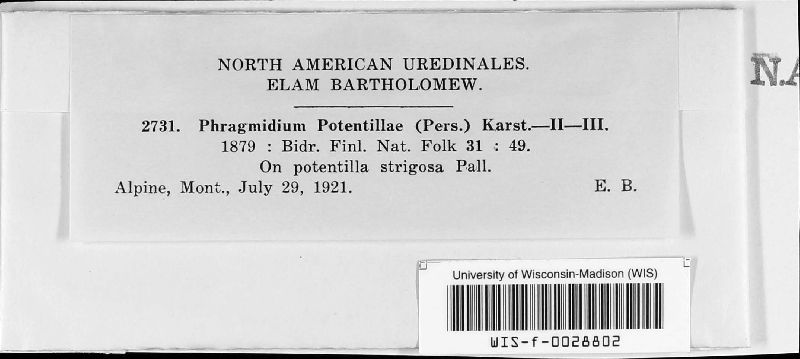 NORTH AMERICAN UREDINALES.
ELAM BARTHOLOMEW.
2731. Phragmidium Potentillae (Pers.) Karst.—II—III.
1879 : Bidr. Finl. Nat. Folk 31 : 49.
On potentilla strigosa Pall.
Alpine, Mont., July 29, 1921. E. B.
N.A
University of Wisconsin-Madison (WIS)
WIS-f-0028802